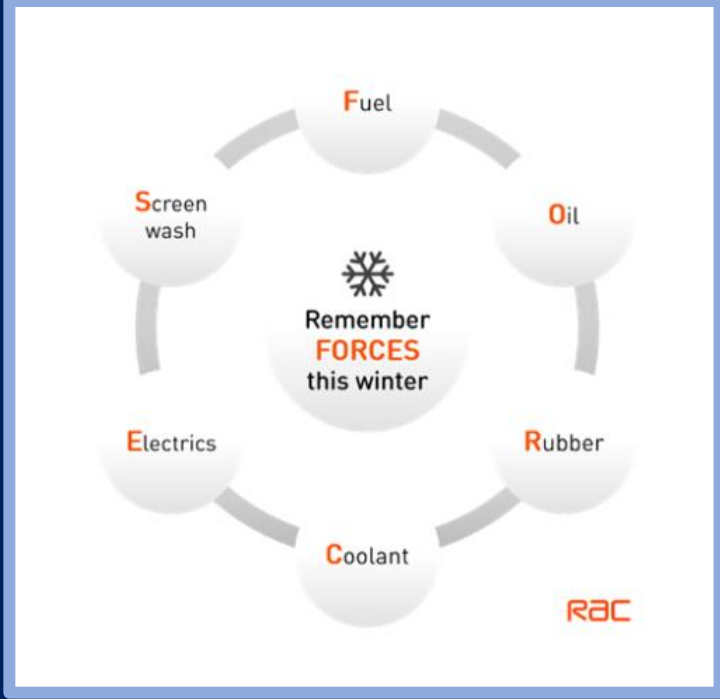 Fuel
Oil
Rubber
Coolant
Electrics
Screen
wash
Remember
FORCES
this winter
RAC